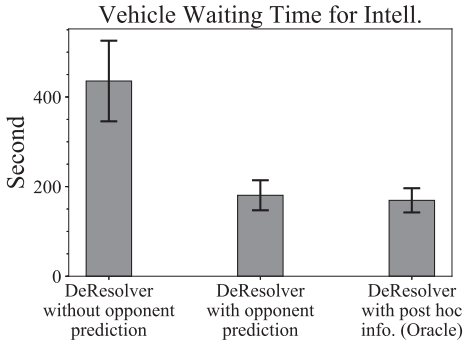 Vehicle Waiting Time for Intell.
Second
400
200
0
DeResolver
without opponent
prediction
DeResolver
with opponent
prediction
DeResolver
with post hoc
info. (Oracle)